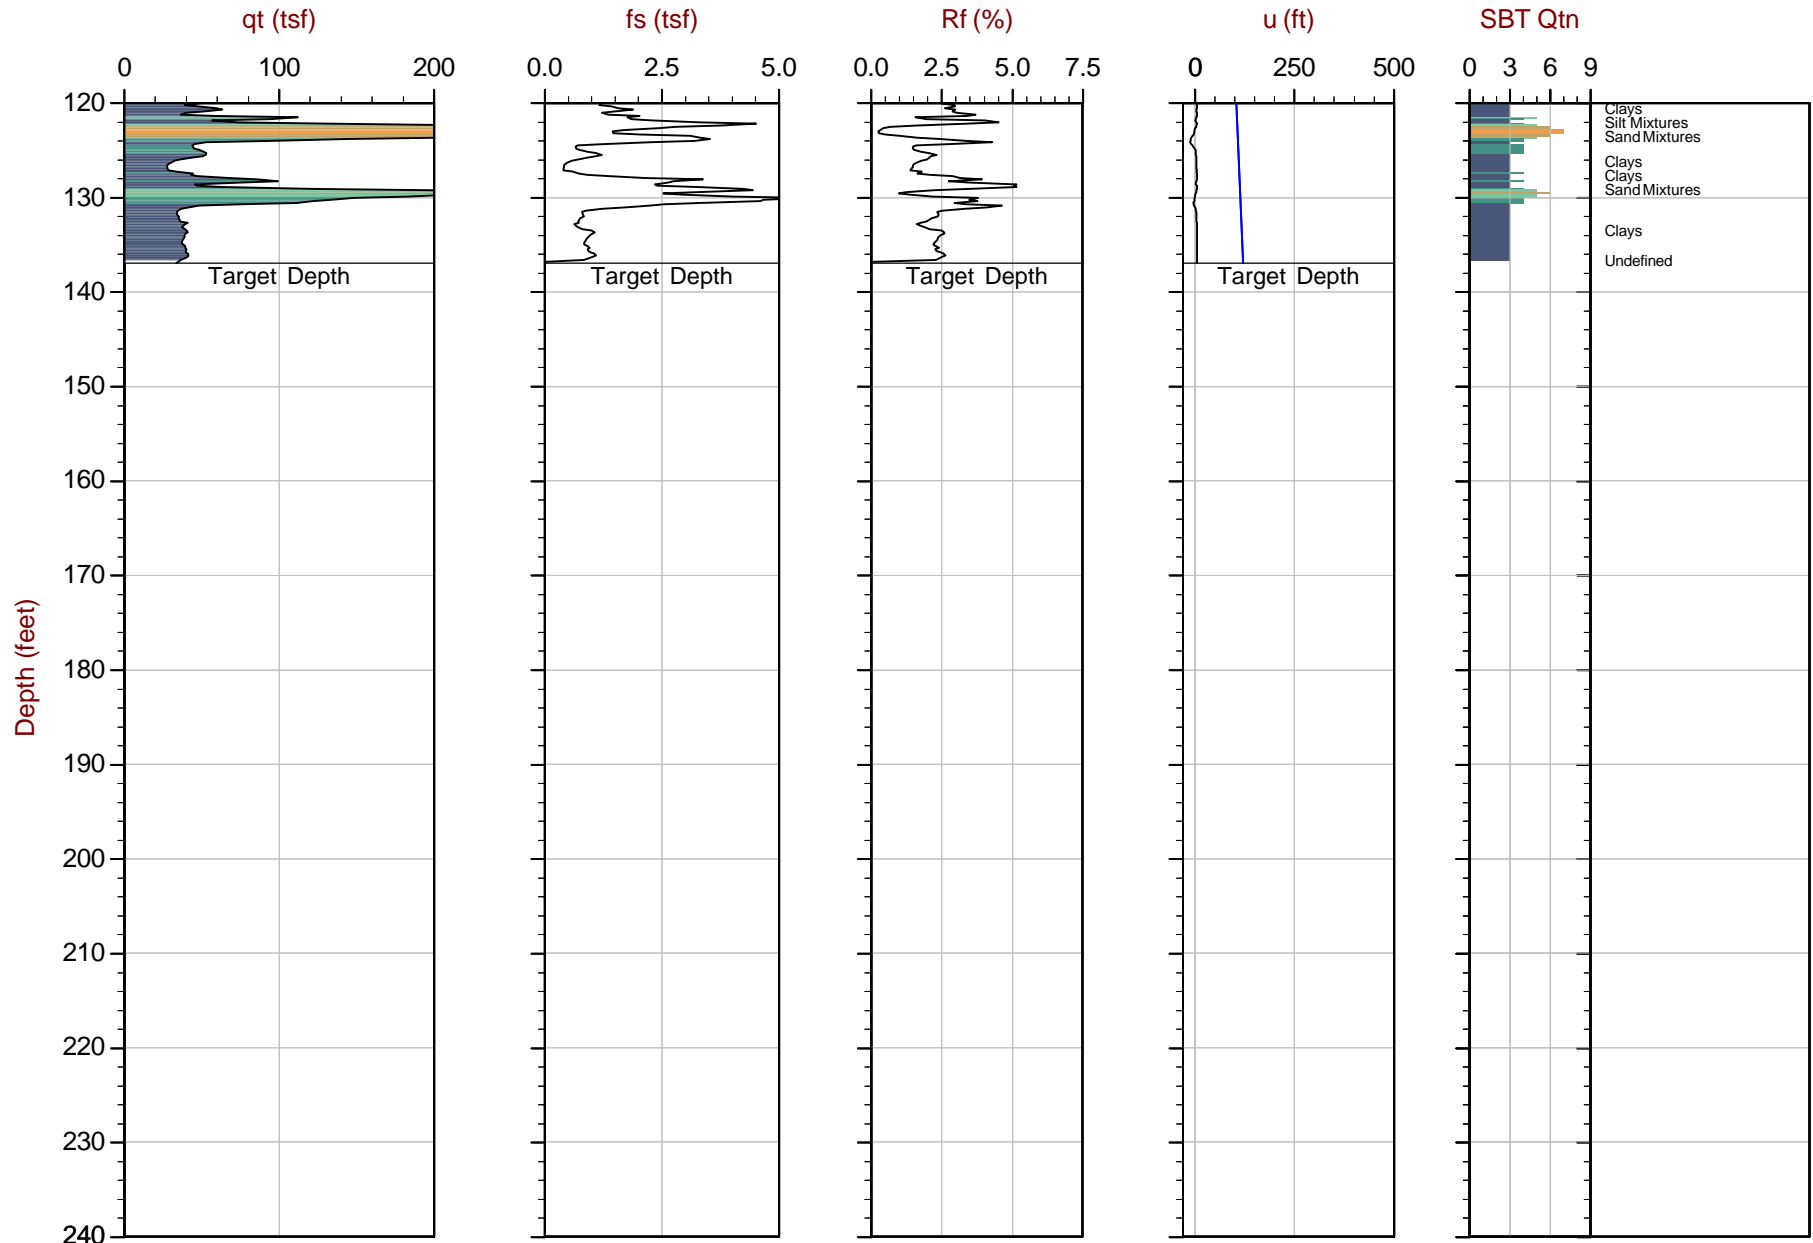 qt (tsf) fs (tsf) Rf (%) u (ft) SBT Qtn
0 100 200 0.0 2.5 5.0 0.0 2.5 5.0 7.5 0 250 500 0 3 6 9
120
130
140
150
160
170
180
190
200
210
220
230
240
Depth (feet)
Target Depth Target Depth Target Depth Target Depth
Clays
Silt Mixtures
Sand Mixtures
Clays
Clays
Sand Mixtures
Clays
Undefined